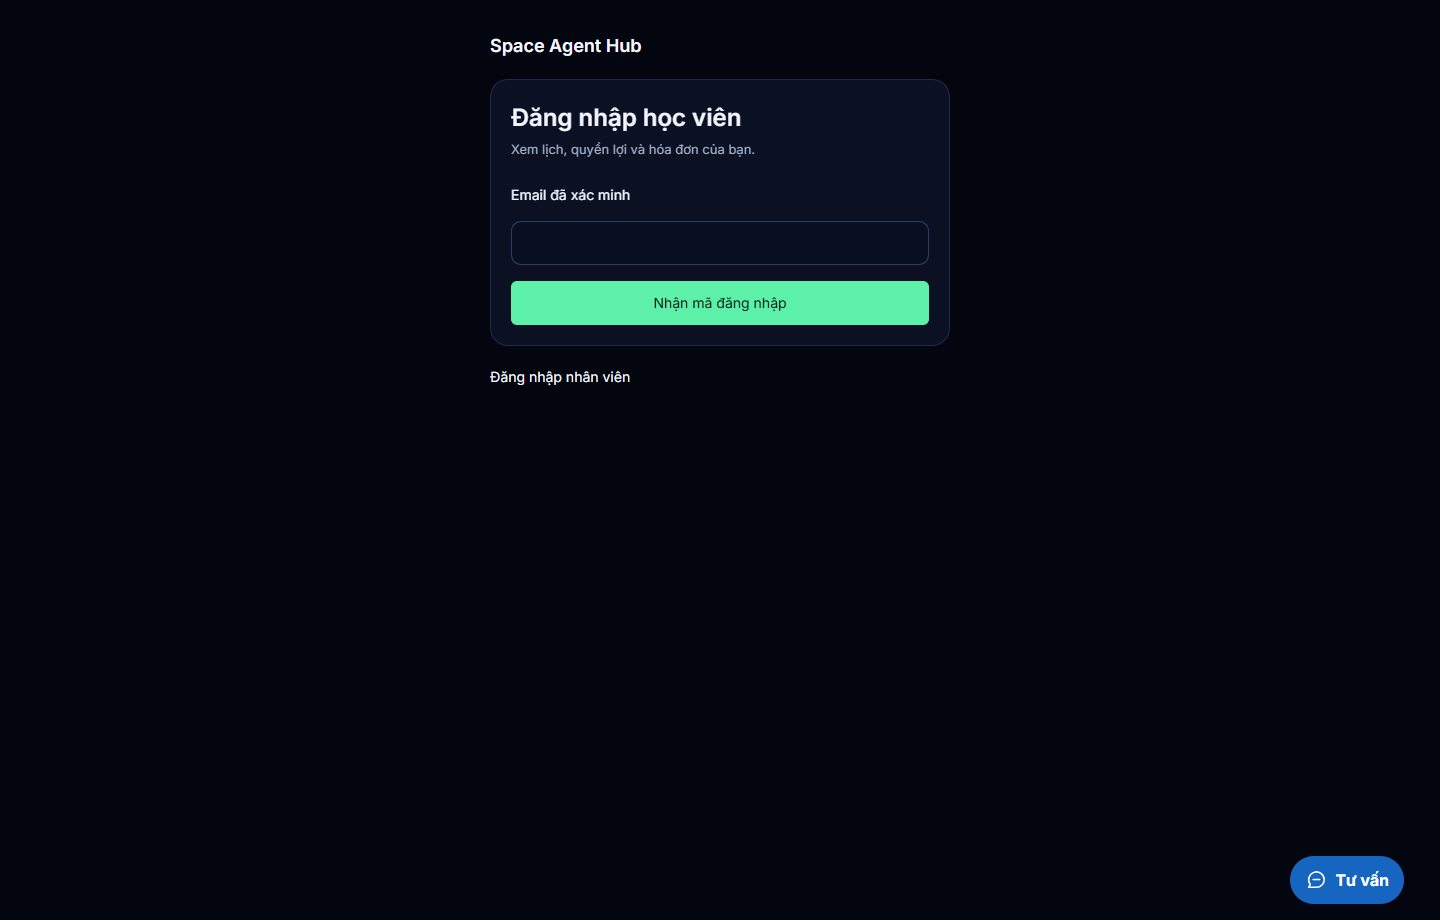 Space Agent Hub
Đăng nhập học viên
Xem lịch, quyền lợi và hóa đơn của bạn.
Email đã xác minh
Nhận mã đăng nhập
Đăng nhập nhân viên
Tư vấn